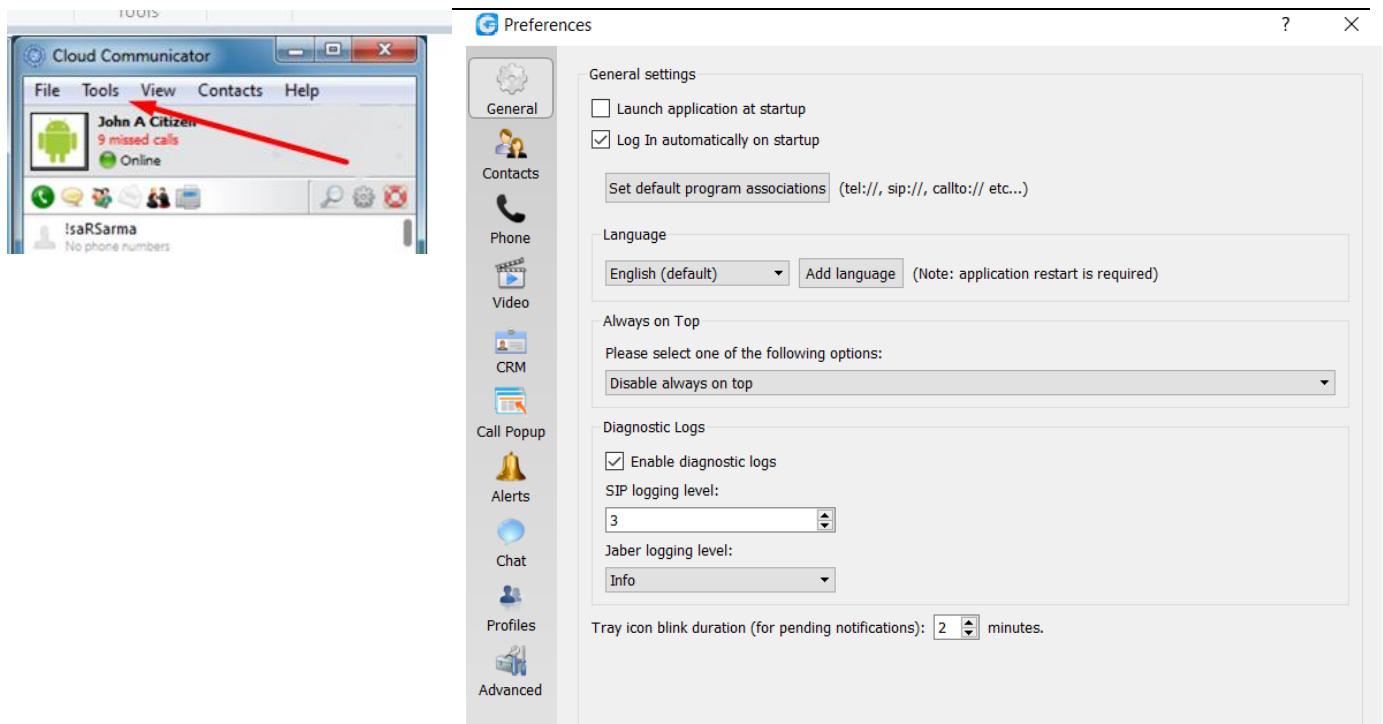 Tools
Cloud Communicator
File Tools View Contacts Help
John A Citizen
9 missed calls
Online
!saRSarma
No phone numbers
Preferences
?
General
Contacts
Phone
Video
CRM
Call Popup
Alerts
Chat
Profiles
Advanced
General settings
Launch application at startup
Log In automatically on startup
Set default program associations (tel://, sip://, callto:// etc...)
Language
English (default) Add language (Note: application restart is required)
Always on Top
Please select one of the following options:
Disable always on top
Diagnostic Logs
Enable diagnostic logs
SIP logging level:
3
Jaber logging level:
Info
Tray icon blink duration (for pending notifications): 2 minutes.